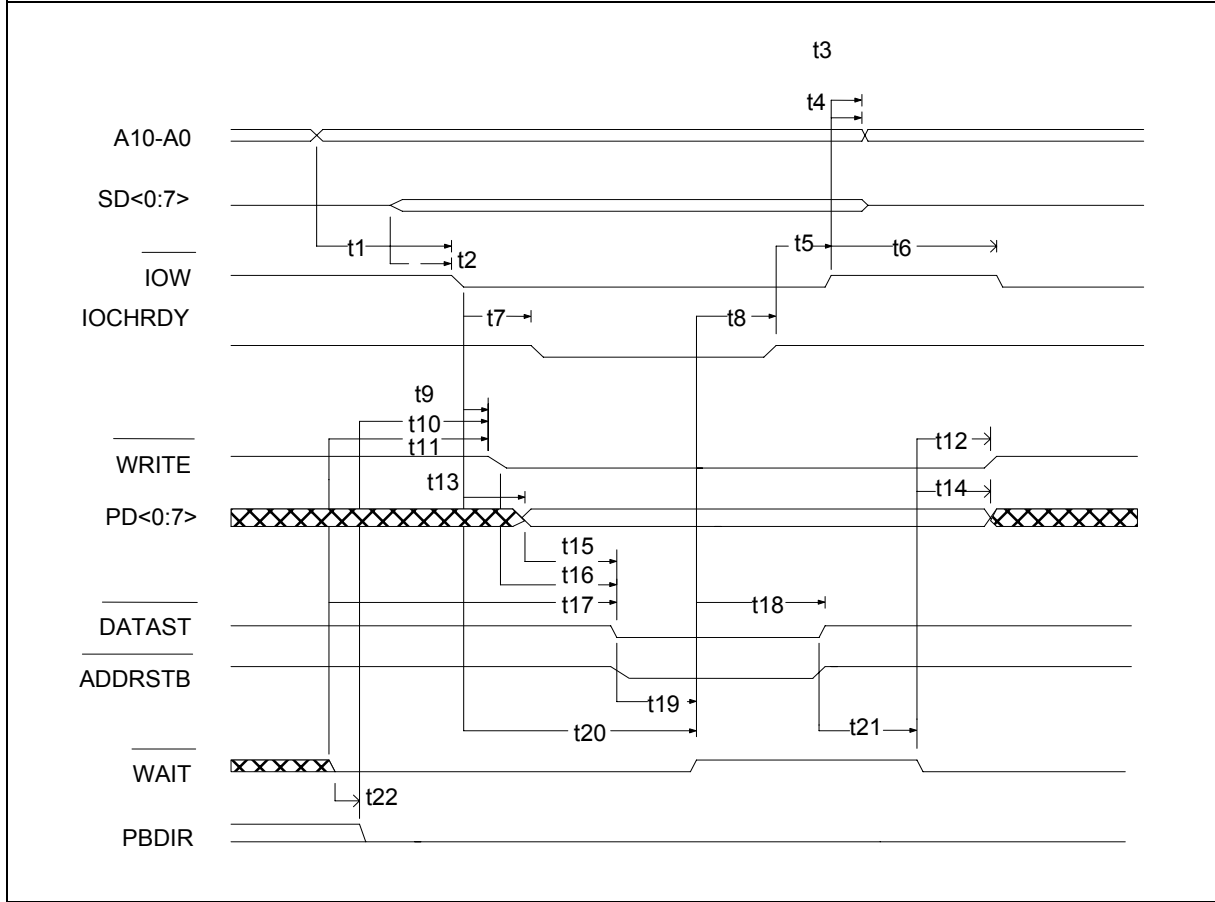 t3
t4
A10-A0
SD<0:7>
t1
t2
t5
t6
IOW
IOCHRDY
t7
t8
t9
t10
t11
t12
WRITE
t13
t14
PD<0:7>
t15
t16
t17
t18
DATAST
ADDRSTB
t19
t20
t21
WAIT
t22
PBDIR